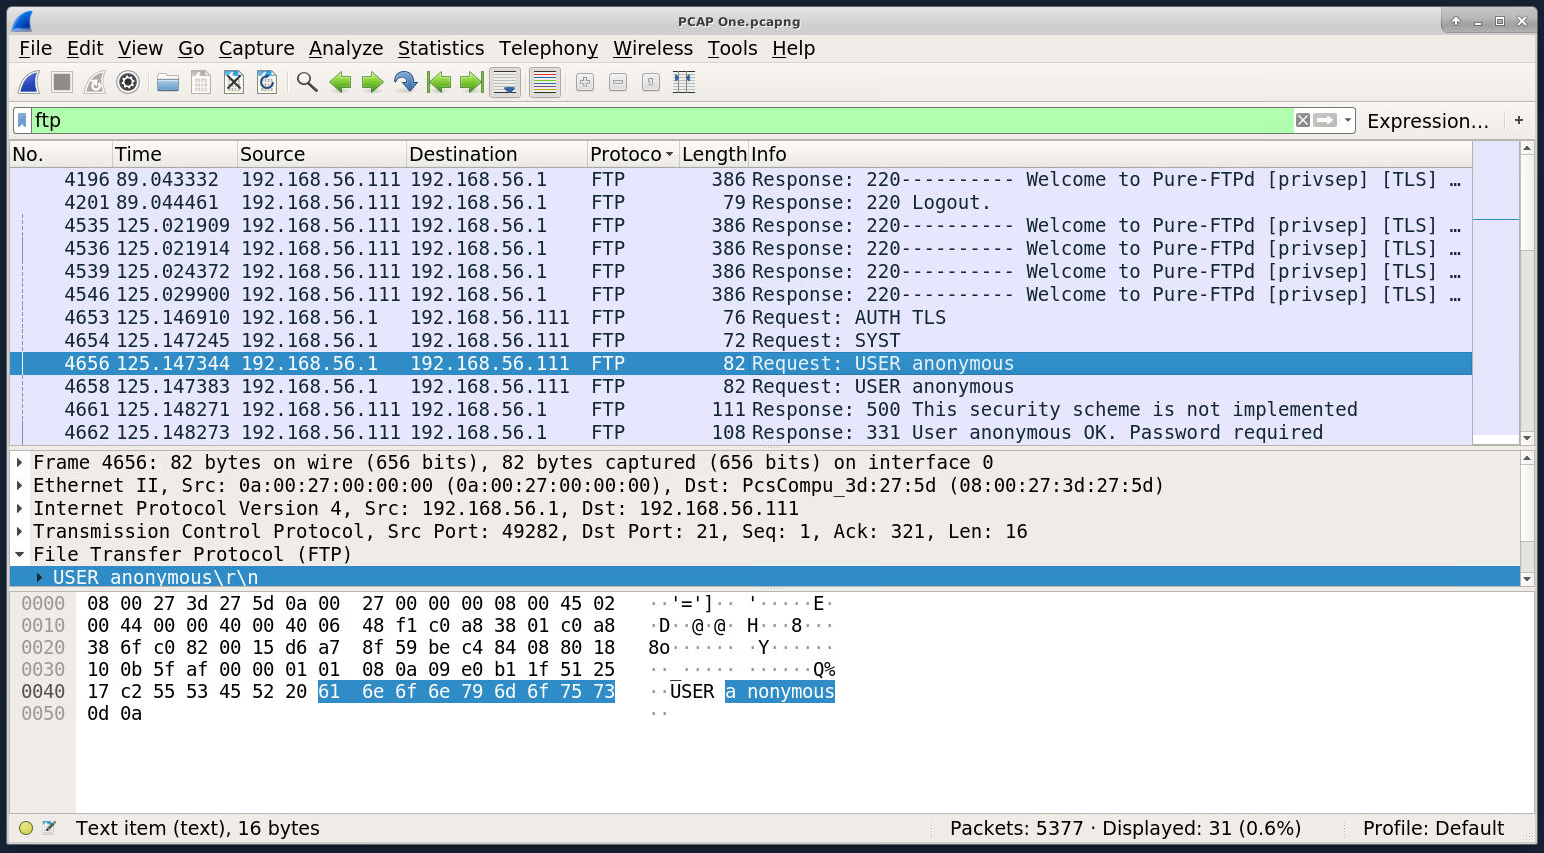 PCAP One.pcapng
File Edit View Go Capture Analyze Statistics Telephony Wireless Tools Help
ftp Expression… +
No. Time Source Destination Protoco Length Info
4196 89.043332 192.168.56.111 192.168.56.1 FTP 386 Response: 220---------- Welcome to Pure-FTPd [privsep] [TLS] …
4201 89.044461 192.168.56.111 192.168.56.1 FTP 79 Response: 220 Logout.
4535 125.021909 192.168.56.111 192.168.56.1 FTP 386 Response: 220---------- Welcome to Pure-FTPd [privsep] [TLS] …
4536 125.021914 192.168.56.111 192.168.56.1 FTP 386 Response: 220---------- Welcome to Pure-FTPd [privsep] [TLS] …
4539 125.024372 192.168.56.111 192.168.56.1 FTP 386 Response: 220---------- Welcome to Pure-FTPd [privsep] [TLS] …
4546 125.029900 192.168.56.111 192.168.56.1 FTP 386 Response: 220---------- Welcome to Pure-FTPd [privsep] [TLS] …
4653 125.146910 192.168.56.1 192.168.56.111 FTP 76 Request: AUTH TLS
4654 125.147245 192.168.56.1 192.168.56.111 FTP 72 Request: SYST
4656 125.147344 192.168.56.1 192.168.56.111 FTP 82 Request: USER anonymous
4658 125.147383 192.168.56.1 192.168.56.111 FTP 82 Request: USER anonymous
4661 125.148271 192.168.56.111 192.168.56.1 FTP 111 Response: 500 This security scheme is not implemented
4662 125.148273 192.168.56.111 192.168.56.1 FTP 108 Response: 331 User anonymous OK. Password required
Frame 4656: 82 bytes on wire (656 bits), 82 bytes captured (656 bits) on interface 0
Ethernet II, Src: 0a:00:27:00:00:00 (0a:00:27:00:00:00), Dst: PcsCompu_3d:27:5d (08:00:27:3d:27:5d)
Internet Protocol Version 4, Src: 192.168.56.1, Dst: 192.168.56.111
Transmission Control Protocol, Src Port: 49282, Dst Port: 21, Seq: 1, Ack: 321, Len: 16
File Transfer Protocol (FTP)
USER anonymous\r\n
0000 08 00 27 3d 27 5d 0a 00 27 00 00 00 08 00 45 02 ··'=']·· '·····E·
0010 00 44 00 00 40 00 40 06 48 f1 c0 a8 38 01 c0 a8 ·D··@·@· H···8···
0020 38 6f c0 82 00 15 d6 a7 8f 59 be c4 84 08 80 18 8o······ ·Y······
0030 10 0b 5f af 00 00 01 01 08 0a 09 e0 b1 1f 51 25 ··_····· ······Q%
0040 17 c2 55 53 45 52 20 61 6e 6f 6e 79 6d 6f 75 73 ··USER a nonymous
0050 0d 0a ··
Text item (text), 16 bytes Packets: 5377 · Displayed: 31 (0.6%) Profile: Default